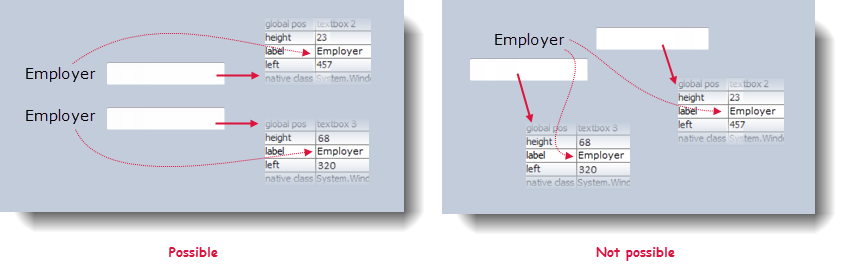 global pos textbox 2
height 23
label Employer
left 457
native class System.Wind
Employer
Employer
global pos textbox 3
height 68
label Employer
left 320
native class System.Wind
Possible
Employer
global pos textbox 2
height 23
label Employer
left 457
native class System.Wind
global pos textbox 3
height 68
label Employer
left 320
native class System.Wind
Not possible